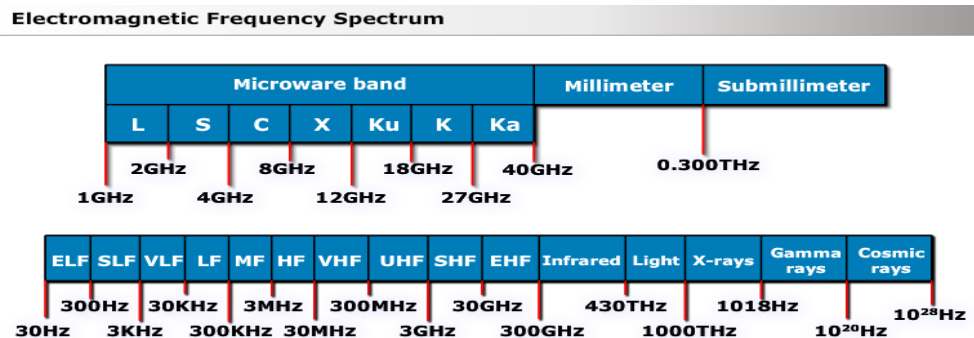 Electromagnetic Frequency Spectrum
Microware band Millimeter Submillimeter
L S C X Ku K Ka
2GHz 8GHz 18GHz 40GHz 0.300THz
1GHz 4GHz 12GHz 27GHz
ELF SLF VLF LF MF HF VHF UHF SHF EHF Infrared Light X-rays Gamma rays Cosmic rays
300Hz 30KHz 3MHz 300MHz 30GHz 430THz 1018Hz 10²⁸Hz
30Hz 3KHz 300KHz 30MHz 3GHz 300GHz 1000THz 10²⁰Hz